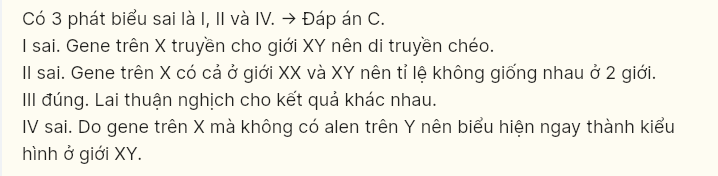 Có 3 phát biểu sai là I, II và IV. → Đáp án C.
I sai. Gene trên X truyền cho giới XY nên di truyền chéo.
II sai. Gene trên X có cả ở giới XX và XY nên tỉ lệ không giống nhau ở 2 giới.
III đúng. Lai thuận nghịch cho kết quả khác nhau.
IV sai. Do gene trên X mà không có alen trên Y nên biểu hiện ngay thành kiểu
hình ở giới XY.